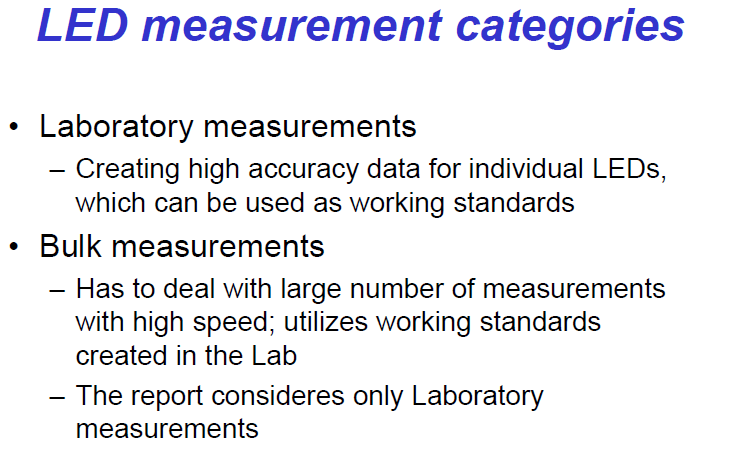 LED measurement categories
• Laboratory measurements
– Creating high accuracy data for individual LEDs,
which can be used as working standards
• Bulk measurements
– Has to deal with large number of measurements
with high speed; utilizes working standards
created in the Lab
– The report consideres only Laboratory
measurements